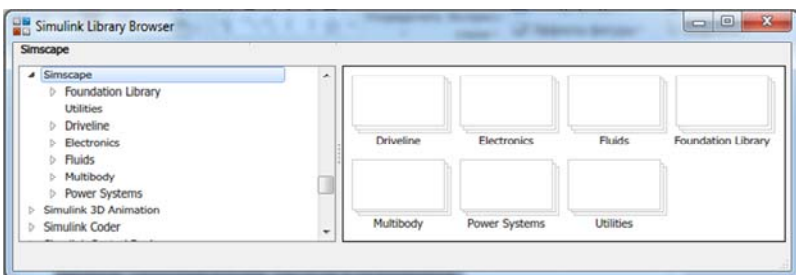 Simulink Library Browser
Simscape
Simscape
Foundation Library
Utilities
Driveline
Electronics
Fluids
Multibody
Power Systems
Simulink 3D Animation
Simulink Coder
Driveline Electronics Fluids Foundation Library
Multibody Power Systems Utilities